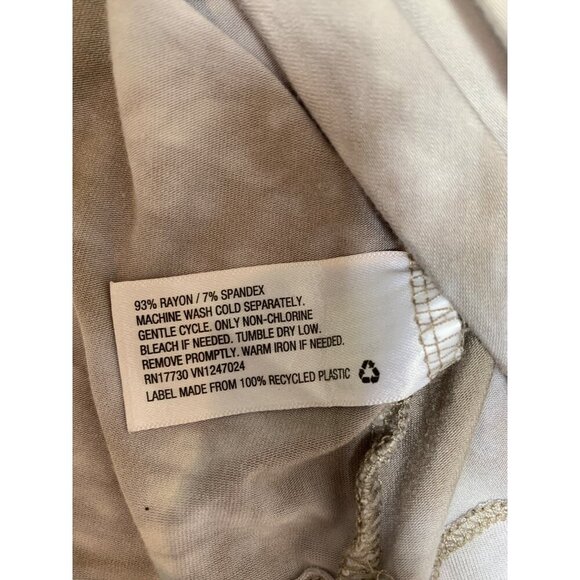 93% RAYON / 7% SPANDEX
MACHINE WASH COLD SEPARATELY.
GENTLE CYCLE. ONLY NON-CHLORINE
BLEACH IF NEEDED. TUMBLE DRY LOW.
REMOVE PROMPTLY. WARM IRON IF NEEDED.
RN17730 VN1247024
LABEL MADE FROM 100% RECYCLED PLASTIC